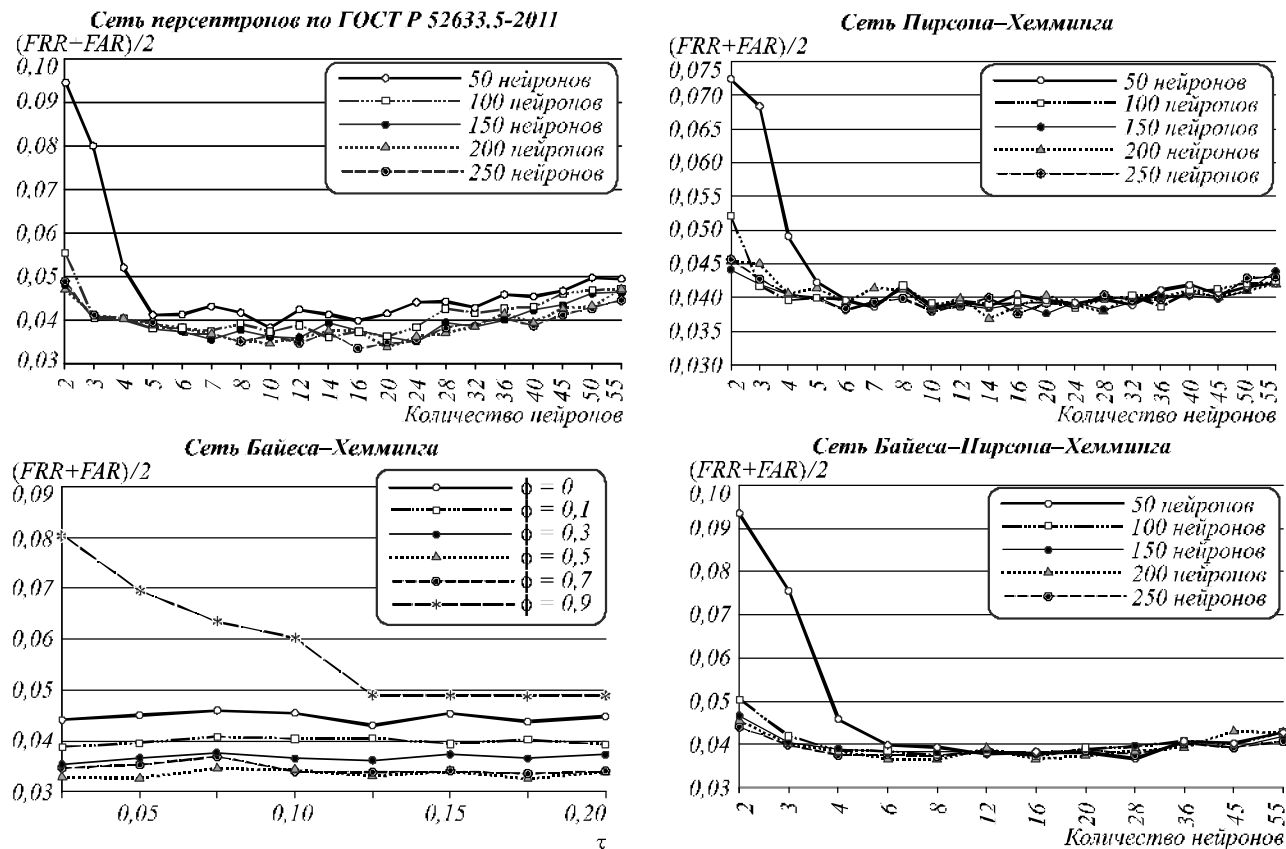 Сеть персептронов по ГОСТ Р 52633.5-2011
(FRR+FAR)/2
0,10
0,09
0,08
0,07
0,06
0,05
0,04
0,03
50 нейронов
100 нейронов
150 нейронов
200 нейронов
250 нейронов
2 3 4 5 6 7 8 10 12 14 16 20 24 28 32 36 40 45 50 55
Количество нейронов
Сеть Пирсона–Хемминга
(FRR+FAR)/2
0,075
0,070
0,065
0,060
0,055
0,050
0,045
0,040
0,035
0,030
50 нейронов
100 нейронов
150 нейронов
200 нейронов
250 нейронов
2 3 4 5 6 7 8 10 12 14 16 20 24 28 32 36 40 45 50 55
Количество нейронов
Сеть Байеса–Хемминга
(FRR+FAR)/2
0,09
0,08
0,07
0,06
0,05
0,04
0,03
ϕ = 0
ϕ = 0,1
ϕ = 0,3
ϕ = 0,5
ϕ = 0,7
ϕ = 0,9
0,05 0,10 0,15 0,20
τ
Сеть Байеса–Пирсона–Хемминга
(FRR+FAR)/2
0,10
0,09
0,08
0,07
0,06
0,05
0,04
0,03
50 нейронов
100 нейронов
150 нейронов
200 нейронов
250 нейронов
2 3 4 6 8 12 16 20 28 36 45 55
Количество нейронов